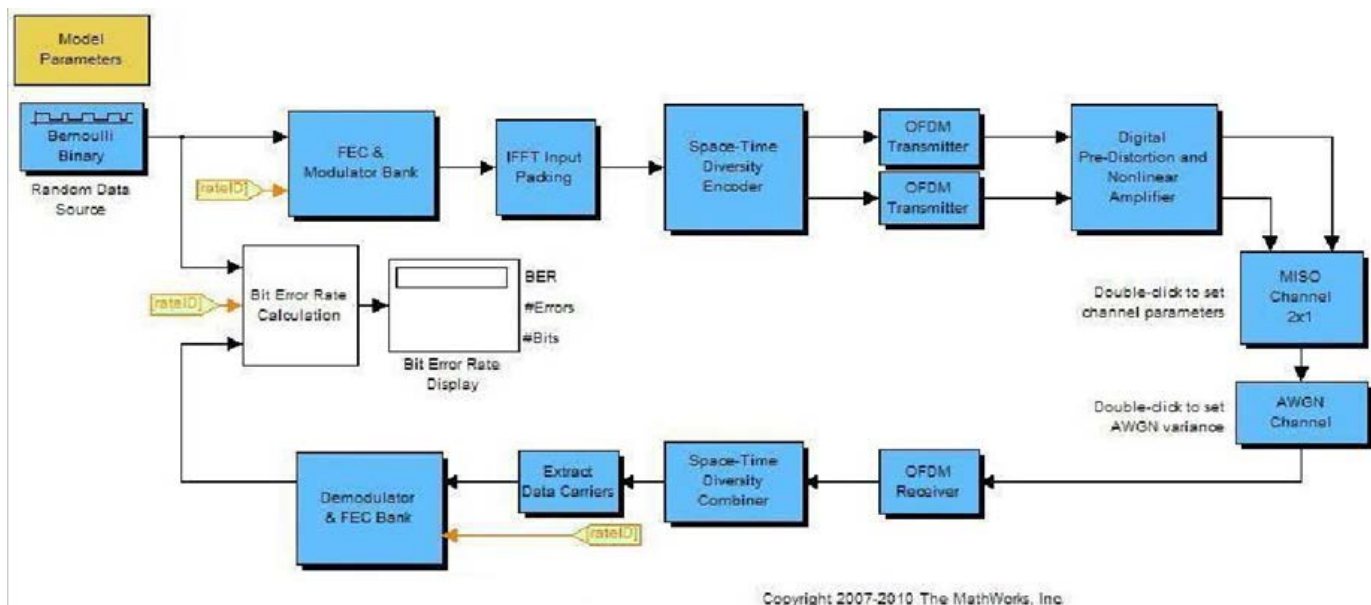 Model
Parameters
Bernoulli
Binary
Random Data
Source
[rateID]
FEC &
Modulator Bank
IFFT Input
Packing
Space-Time
Diversity
Encoder
OFDM
Transmitter
OFDM
Transmitter
Digital
Pre-Distortion and
Nonlinear
Amplifier
[rateID]
Bit Error Rate
Calculation
BER
#Errors
#Bits
Bit Error Rate
Display
Double-click to set
channel parameters
MISO
Channel
2x1
Double-click to set
AWGN variance
AWGN
Channel
Demodulator
& FEC Bank
Extract
Data Carriers
Space-Time
Diversity
Combiner
OFDM
Receiver
[rateID]
Copyright 2007-2010 The MathWorks, Inc.